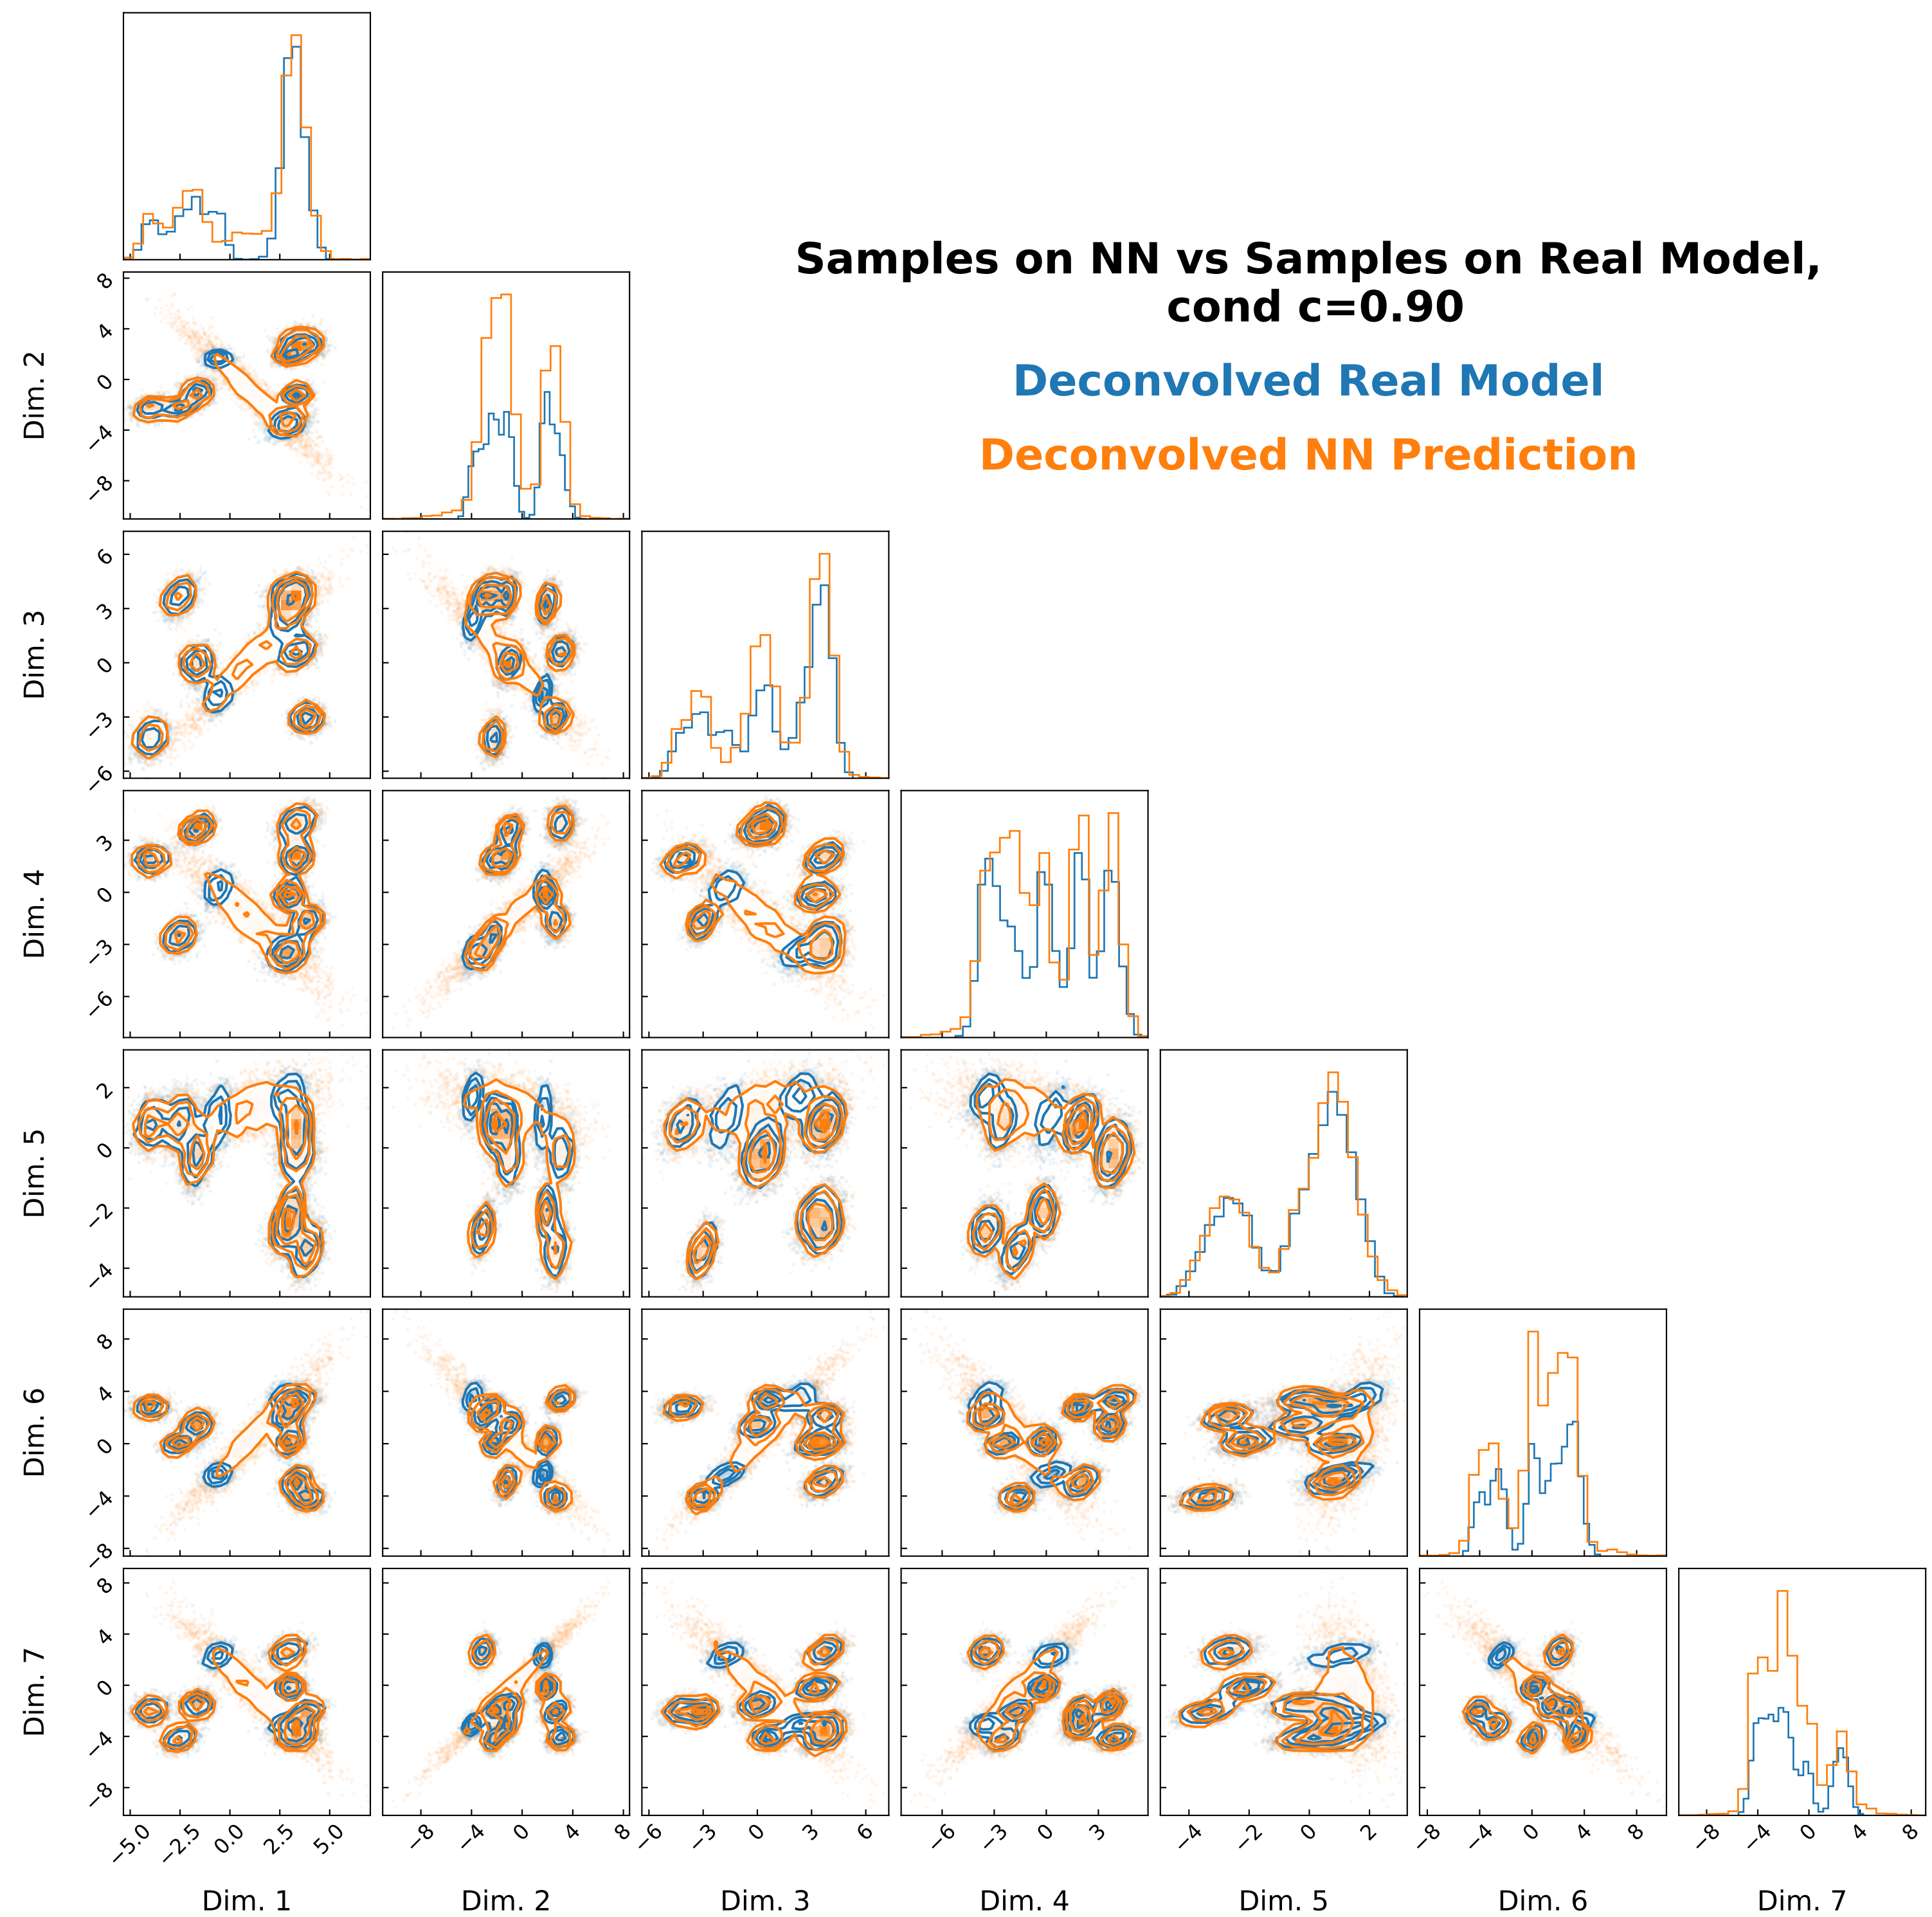 Samples on NN vs Samples on Real Model,
cond c=0.90
Deconvolved Real Model
Deconvolved NN Prediction
8
4
0
−4
−8
Dim. 2
6
3
0
−3
−6
Dim. 3
3
0
−3
−6
Dim. 4
2
0
−2
−4
Dim. 5
8
4
0
−4
−8
Dim. 6
8
4
0
−4
−8
Dim. 7
−5.0 −2.5 0.0 2.5 5.0 −8 −4 0 4 8 −6 −3 0 3 6 −6 −3 0 3 −4 −2 0 2 −8 −4 0 4 8 −8 −4 0 4 8
Dim. 1 Dim. 2 Dim. 3 Dim. 4 Dim. 5 Dim. 6 Dim. 7